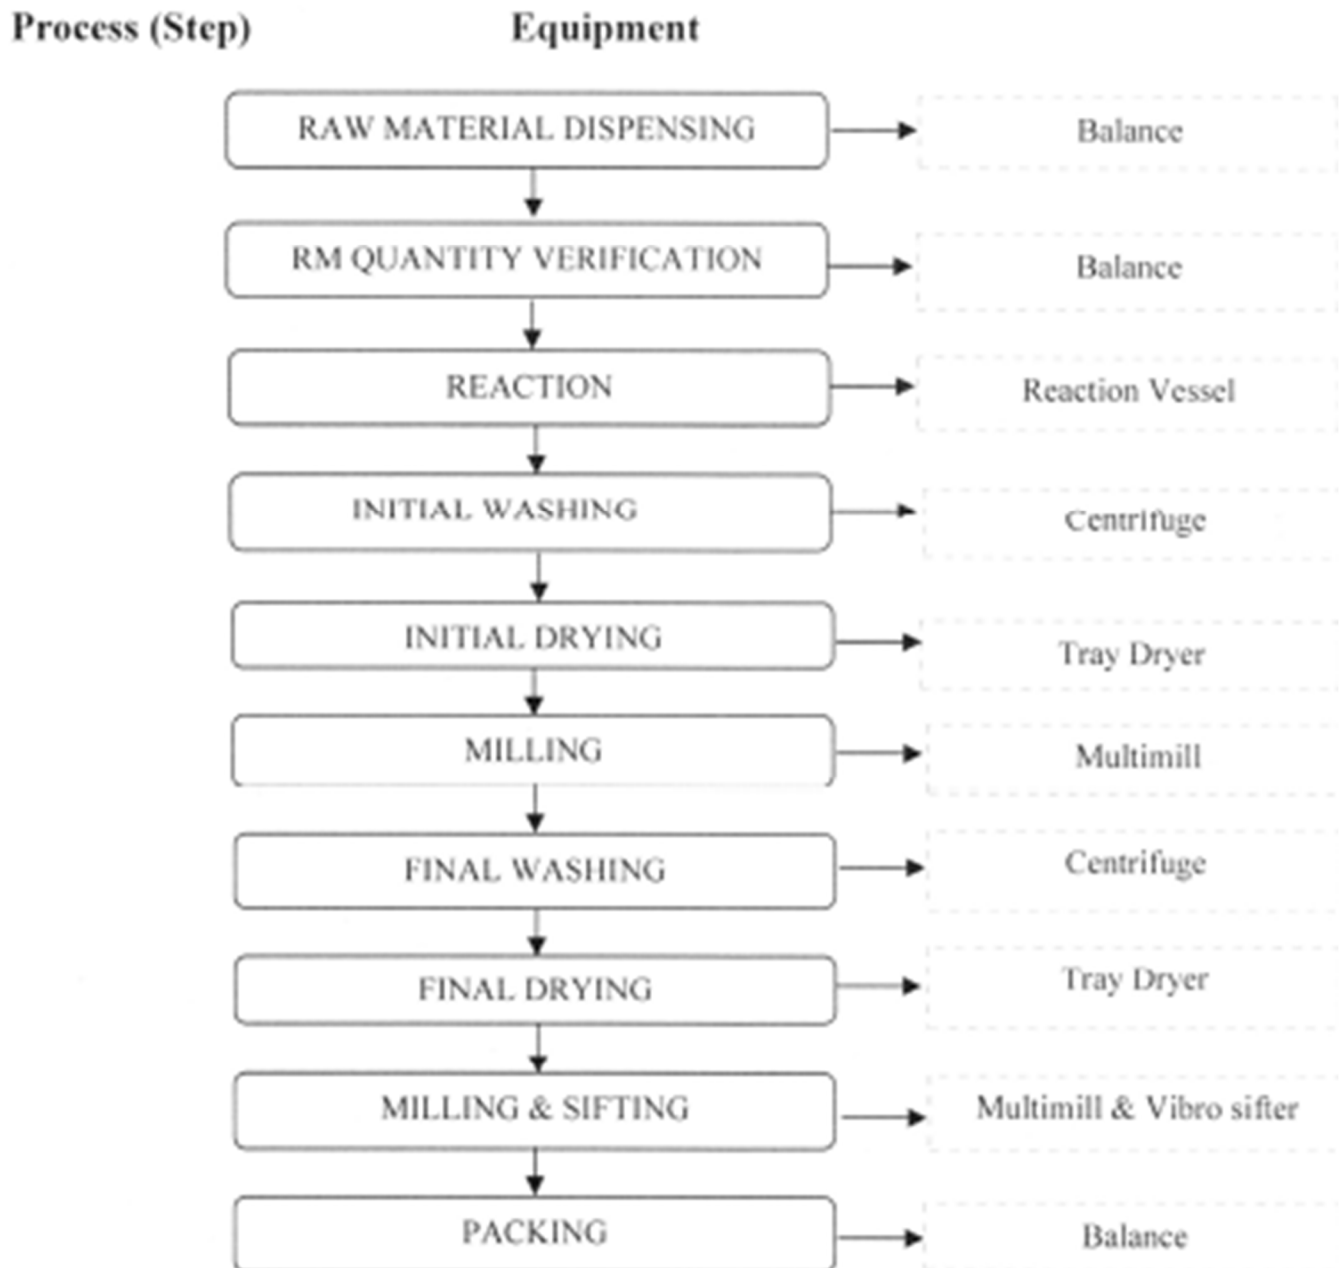 Process (Step) Equipment
RAW MATERIAL DISPENSING Balance
RM QUANTITY VERIFICATION Balance
REACTION Reaction Vessel
INITIAL WASHING Centrifuge
INITIAL DRYING Tray Dryer
MILLING Multimill
FINAL WASHING Centrifuge
FINAL DRYING Tray Dryer
MILLING & SIFTING Multimill & Vibro sifter
PACKING Balance